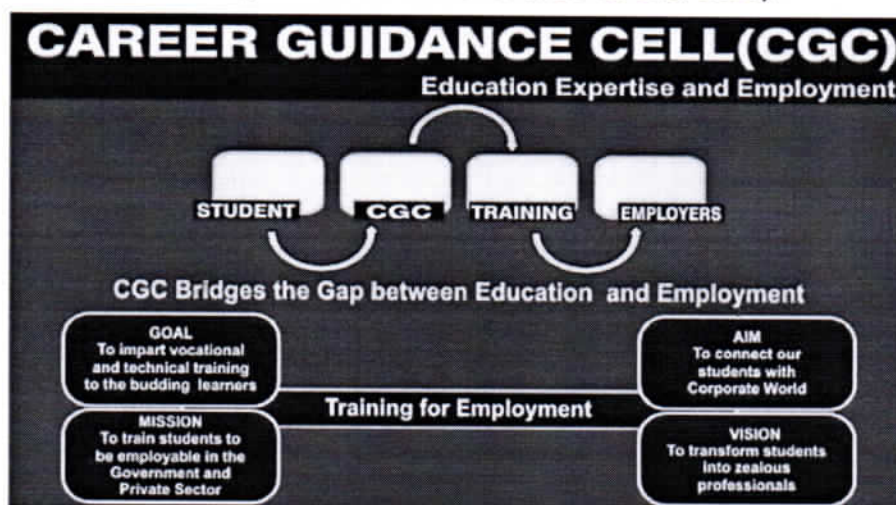 CAREER GUIDANCE CELL(CGC)
Education Expertise and Employment
STUDENT
CGC
TRAINING
EMPLOYERS
CGC Bridges the Gap between Education and Employment
GOAL
To impart vocational
and technical training
to the budding learners
AIM
To connect our
students with
Corporate World
Training for Employment
MISSION
To train students to
be employable in the
Government and
Private Sector
VISION
To transform students
into zealous
professionals